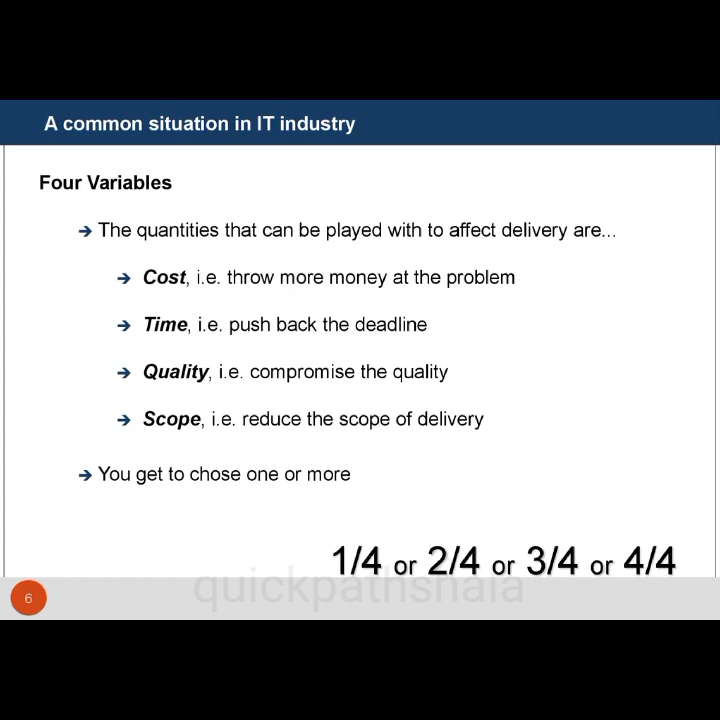 A common situation in IT industry
Four Variables
➔ The quantities that can be played with to affect delivery are...
➔ Cost, i.e. throw more money at the problem
➔ Time, i.e. push back the deadline
➔ Quality, i.e. compromise the quality
➔ Scope, i.e. reduce the scope of delivery
➔ You get to chose one or more
1/4 or 2/4 or 3/4 or 4/4
quickpathshala
6